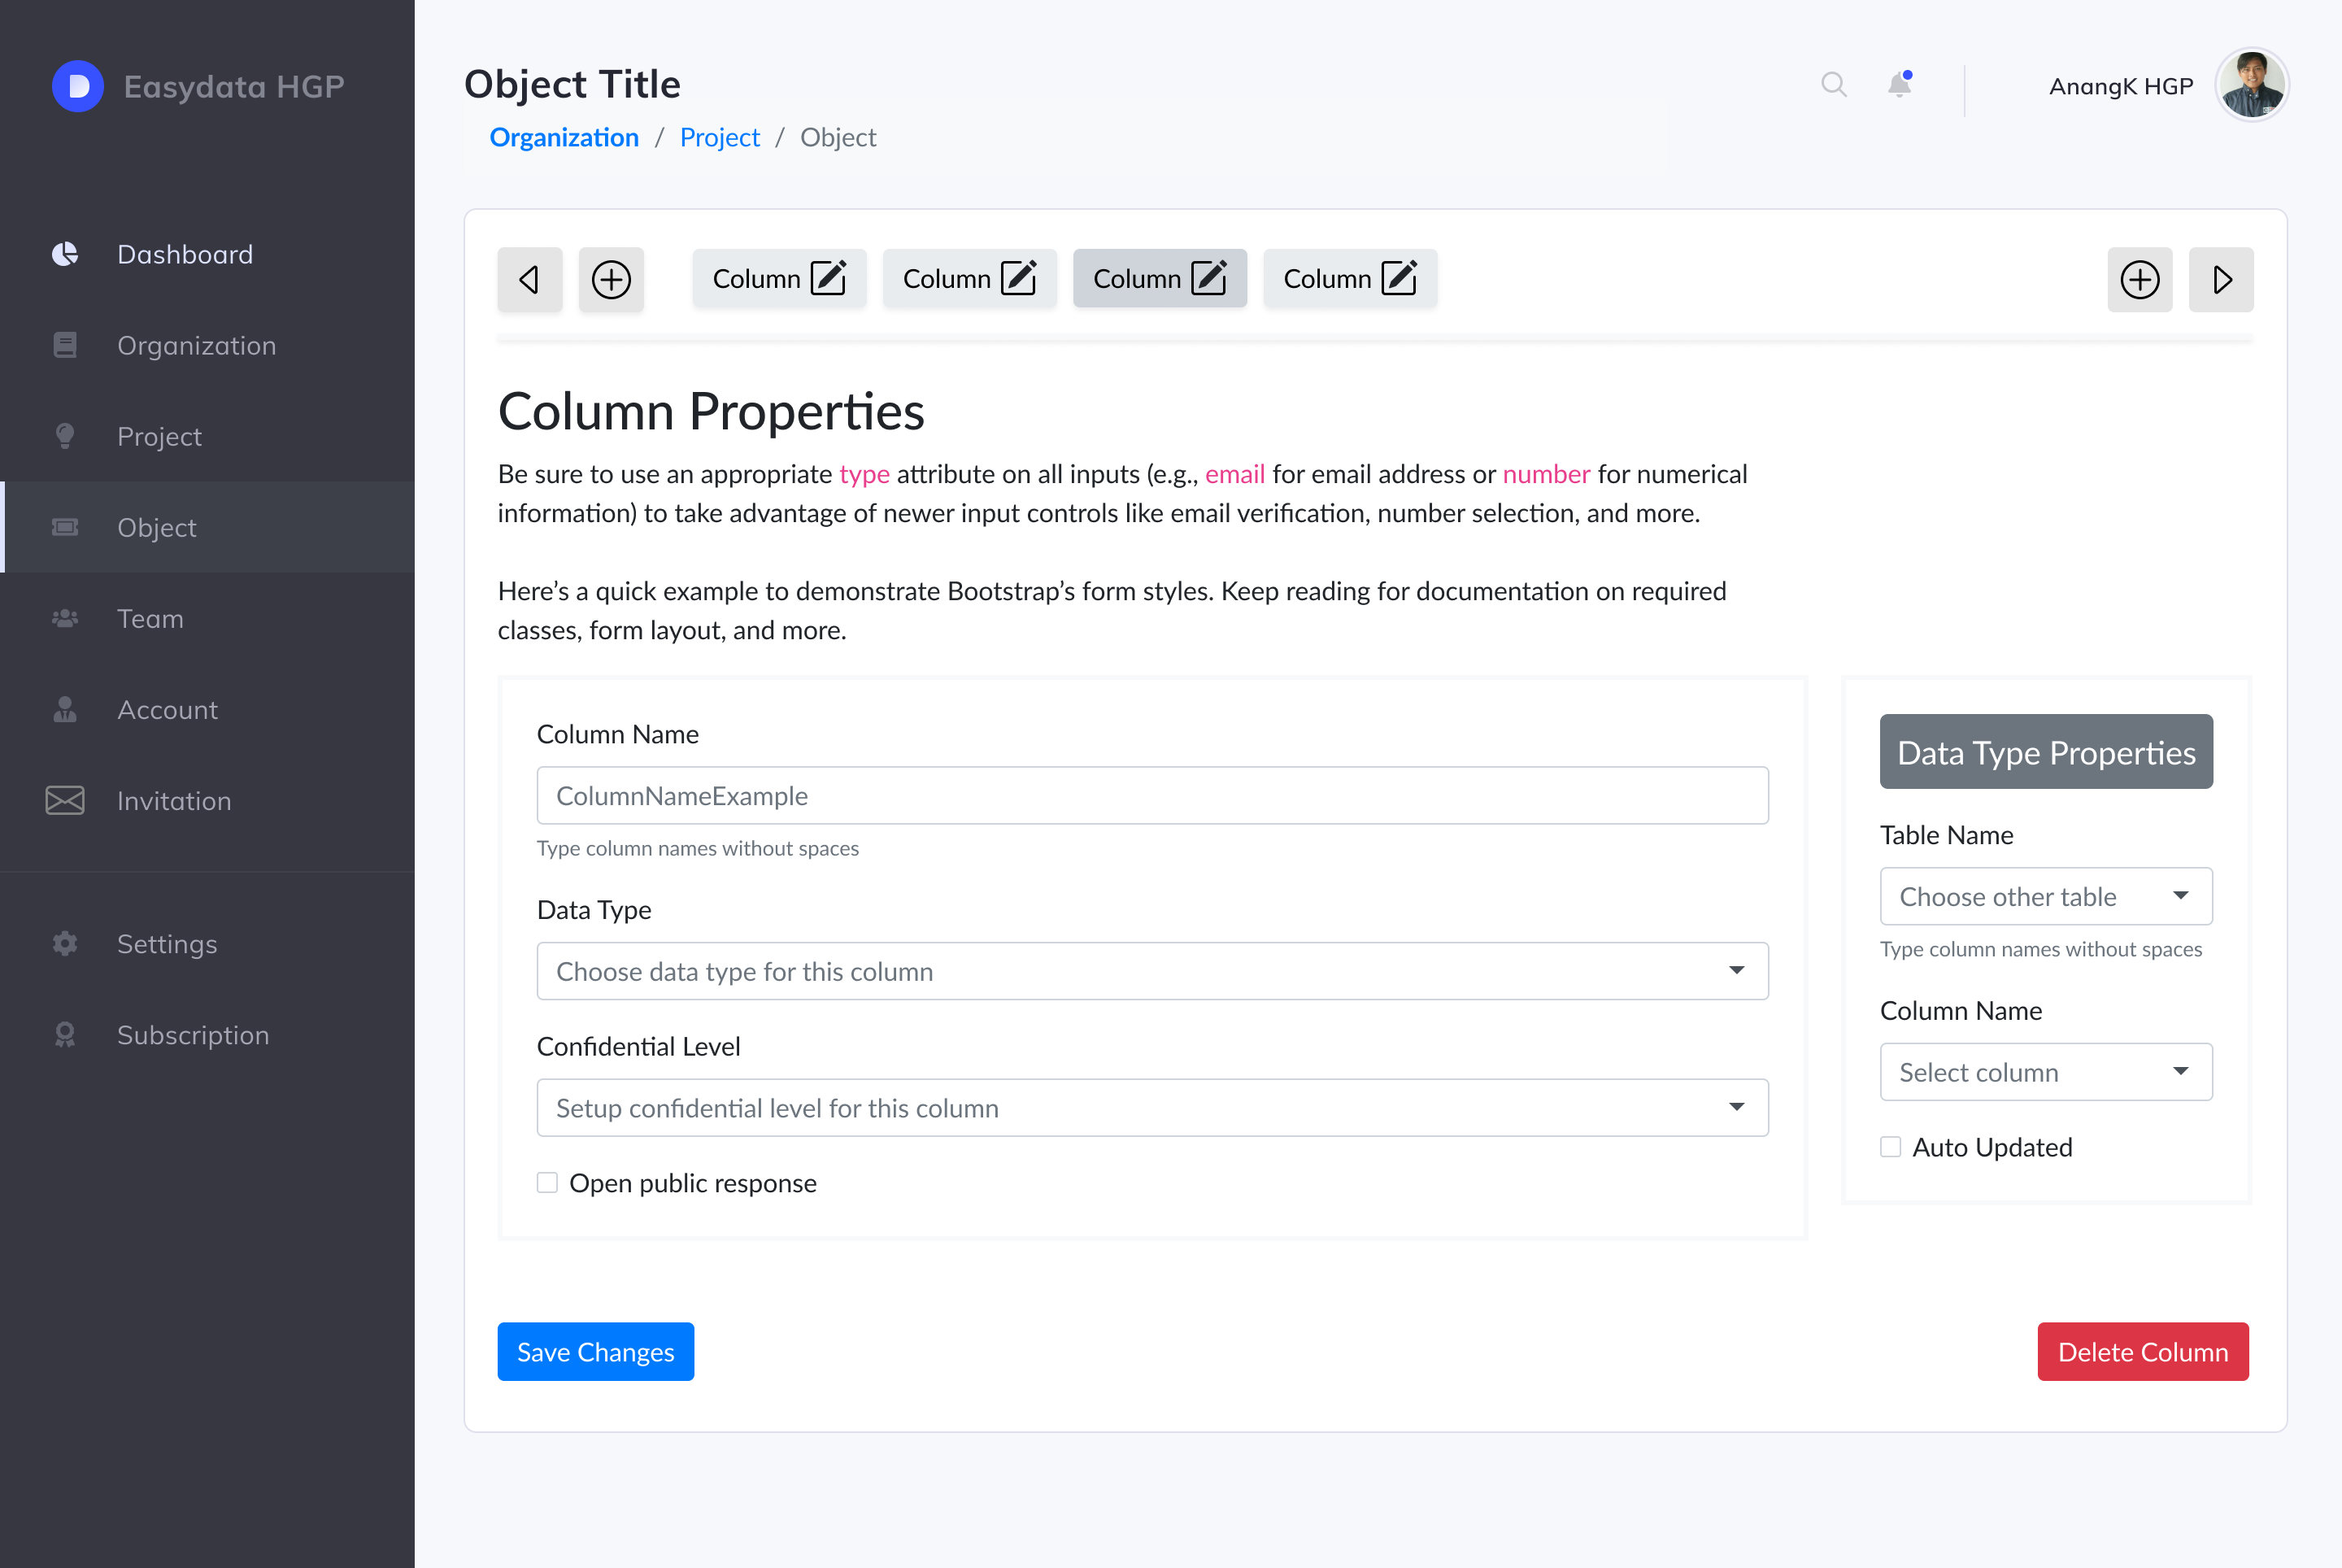 Easydata HGP
Dashboard
Organization
Project
Object
Team
Account
Invitation
Settings
Subscription
Object Title
Organization / Project / Object
AnangK HGP
Column
Column
Column
Column
Column Properties
Be sure to use an appropriate type attribute on all inputs (e.g., email for email address or number for numerical
information) to take advantage of newer input controls like email verification, number selection, and more.
Here’s a quick example to demonstrate Bootstrap’s form styles. Keep reading for documentation on required
classes, form layout, and more.
Column Name
ColumnNameExample
Type column names without spaces
Data Type
Choose data type for this column
Confidential Level
Setup confidential level for this column
Open public response
Data Type Properties
Table Name
Choose other table
Type column names without spaces
Column Name
Select column
Auto Updated
Save Changes
Delete Column